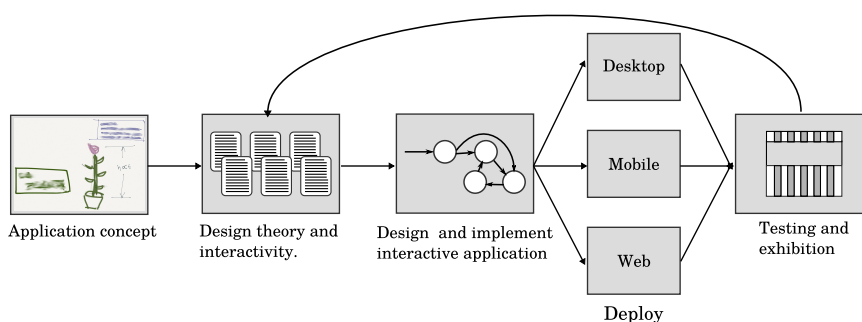 Application concept
Design theory and
interactivity.
Design and implement
interactive application
Desktop
Mobile
Web
Deploy
Testing and
exhibition